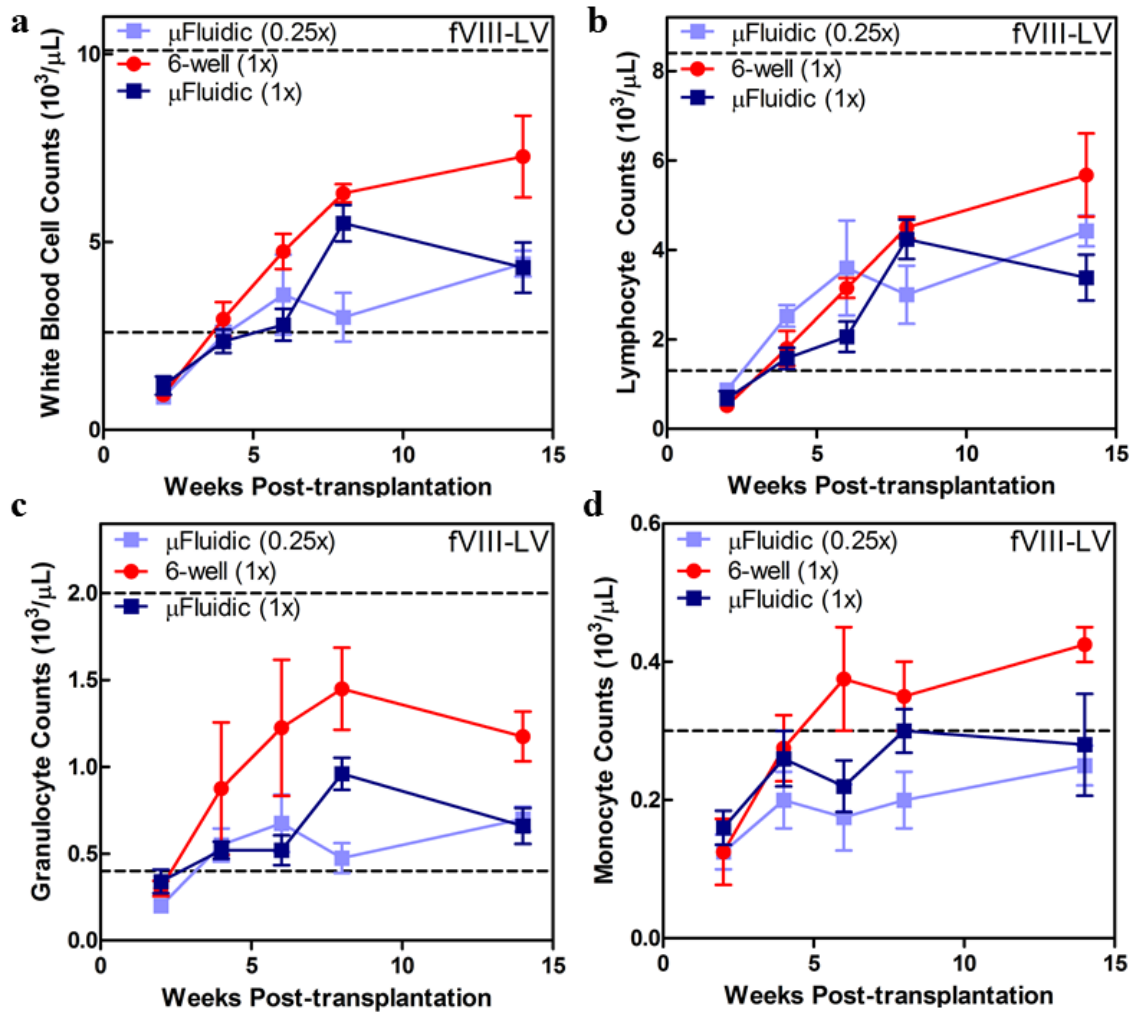 a
μFluidic (0.25x)
6-well (1x)
μFluidic (1x)
fVIII-LV
White Blood Cell Counts (10³/μL)
10
5
0
0 5 10 15
Weeks Post-transplantation
b
μFluidic (0.25x)
6-well (1x)
μFluidic (1x)
fVIII-LV
Lymphocyte Counts (10³/μL)
8
6
4
2
0
0 5 10 15
Weeks Post-transplantation
c
μFluidic (0.25x)
6-well (1x)
μFluidic (1x)
fVIII-LV
Granulocyte Counts (10³/μL)
2.0
1.5
1.0
0.5
0.0
0 5 10 15
Weeks Post-transplantation
d
μFluidic (0.25x)
6-well (1x)
μFluidic (1x)
fVIII-LV
Monocyte Counts (10³/μL)
0.6
0.4
0.2
0.0
0 5 10 15
Weeks Post-transplantation